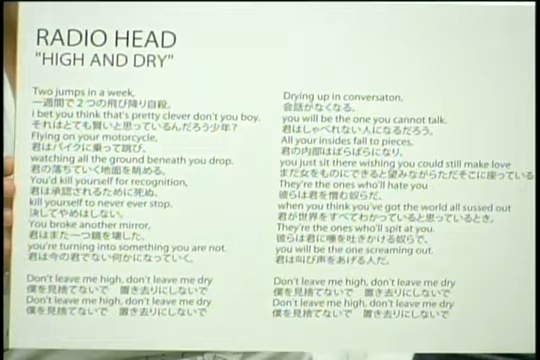 RADIO HEAD
"HIGH AND DRY"
Two jumps in a week,
一週間で２つの飛び降り自殺。
i bet you think that's pretty clever don't you boy.
それはとても賢いと思っているんだろう少年?
Flying on your motorcycle,
君はバイクに乗って跳び、
watching all the ground beneath you drop.
君の落ちていく地面を眺める。
You'd kill yourself for recognition,
君は承認されるために死ぬ。
kill yourself to never ever stop.
決してやめはしない。
You broke another mirror,
君はまた一つ鏡を壊した。
you're turning into something you are not.
君は今の君でない何かになっていく。
Don't leave me high, don't leave me dry
僕を見捨てないで　置き去りにしないで
Don't leave me high, don't leave me dry
僕を見捨てないで　置き去りにしないで
Drying up in conversaton,
会話がなくなる。
you will be the one you cannot talk.
君はしゃべれない人になるだろう。
All your insides fall to pieces,
君の内部はばらばらになり、
you just sit there wishing you could still make love
まだ女をものにできると望みながらただそこに座っている
They're the ones who'll hate you
彼らは君を憎む奴らだ。
when you think you've got the world all sussed out
君が世界をすべてわかっていると思っているとき。
They're the ones who'll spit at you.
彼らは君に唾を吐きかける奴らで、
you will be the one screaming out.
君は叫び声をあげる人だ。
Don't leave me high, don't leave me dry
僕を見捨てないで　置き去りにしないで
Don't leave me high, don't leave me dry
僕を見捨てないで　置き去りにしないで